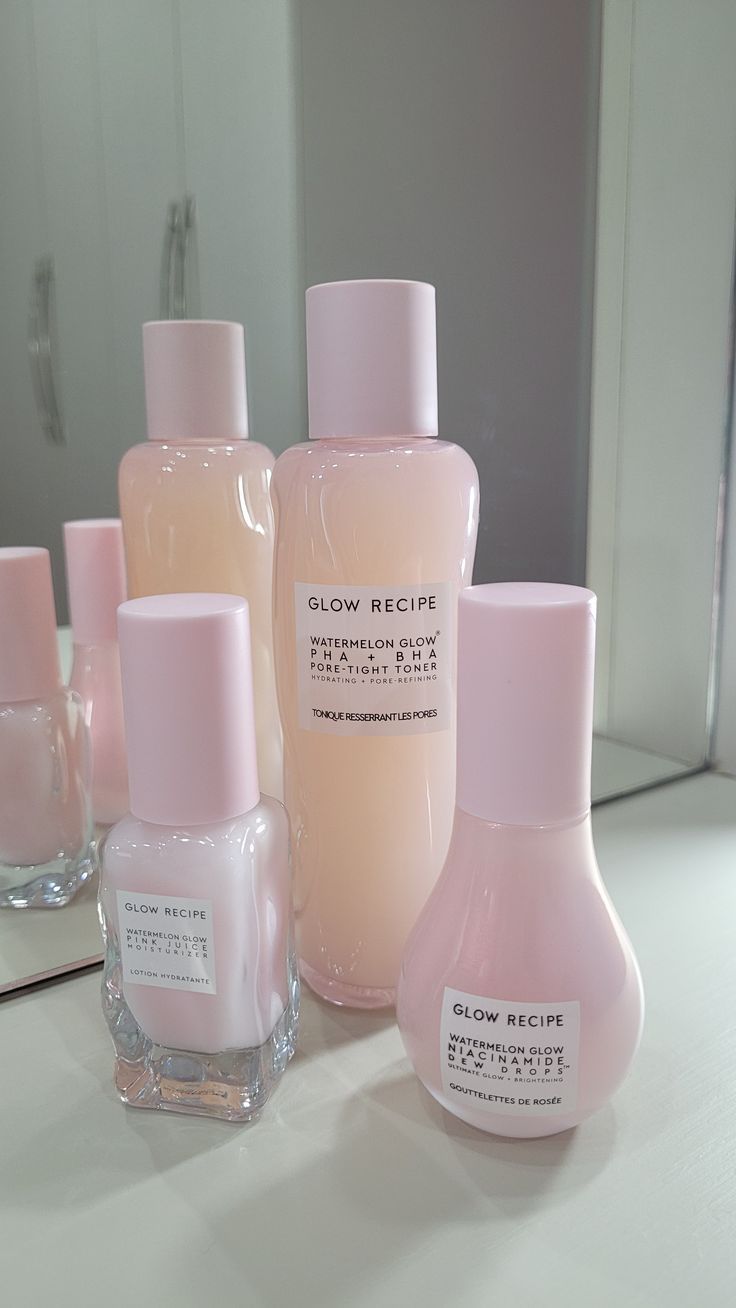 GLOW RECIPE
WATERMELON GLOW®
PHA + BHA
PORE-TIGHT TONER
HYDRATING + PORE-REFINING
TONIQUE RESSERRANT LES PORES
GLOW RECIPE
WATERMELON GLOW
PINK JUICE
MOISTURIZER
LOTION HYDRATANTE
GLOW RECIPE
WATERMELON GLOW
NIACINAMIDE
DEW DROPS™
ULTIMATE GLOW + BRIGHTENING
GOUTTELETTES DE ROSÉE